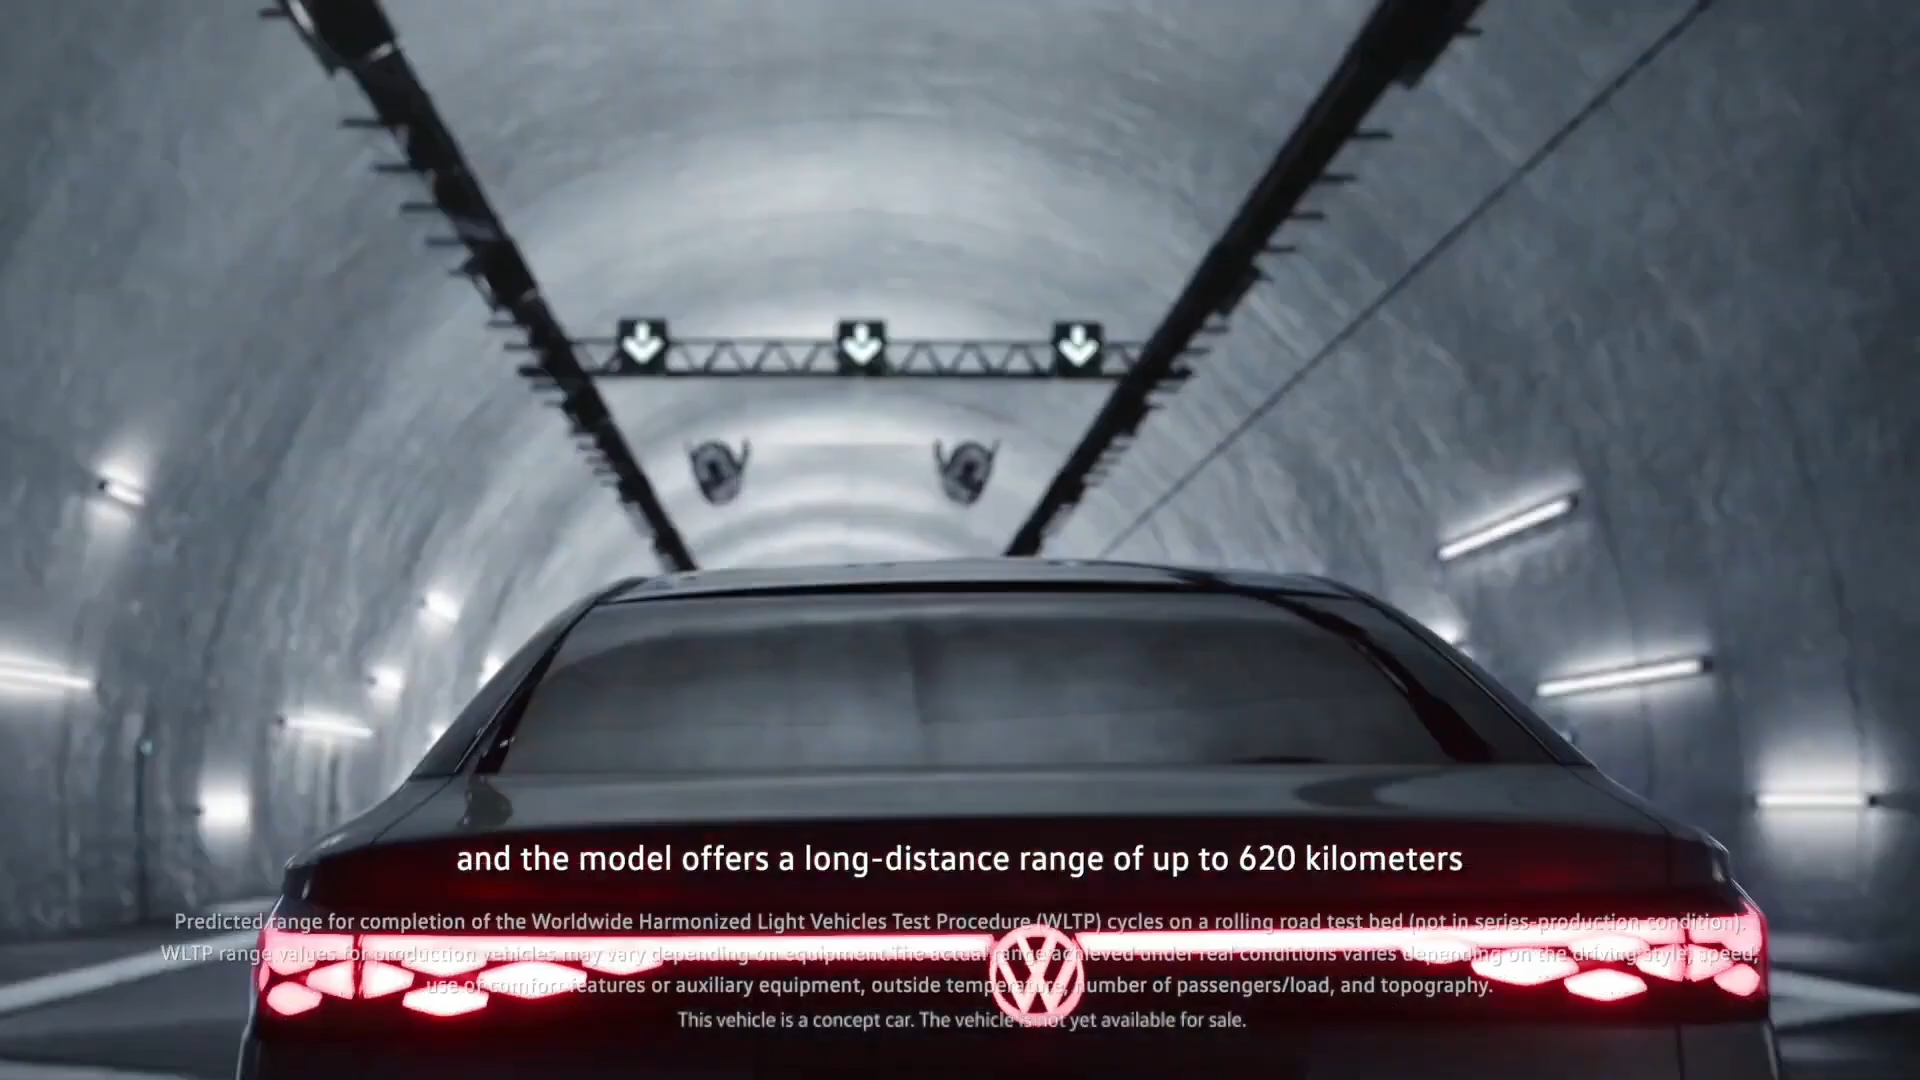 and the model offers a long-distance range of up to 620 kilometers
Predicted range for completion of the Worldwide Harmonized Light Vehicles Test Procedure (WLTP) cycles on a rolling road test bed (not in series-production condition).
WLTP range values for production vehicles may vary depending on equipment.The actual range achieved under real conditions varies depending on the driving style, speed,
use of comfort features or auxiliary equipment, outside temperature, number of passengers/load, and topography.
This vehicle is a concept car. The vehicle is not yet available for sale.